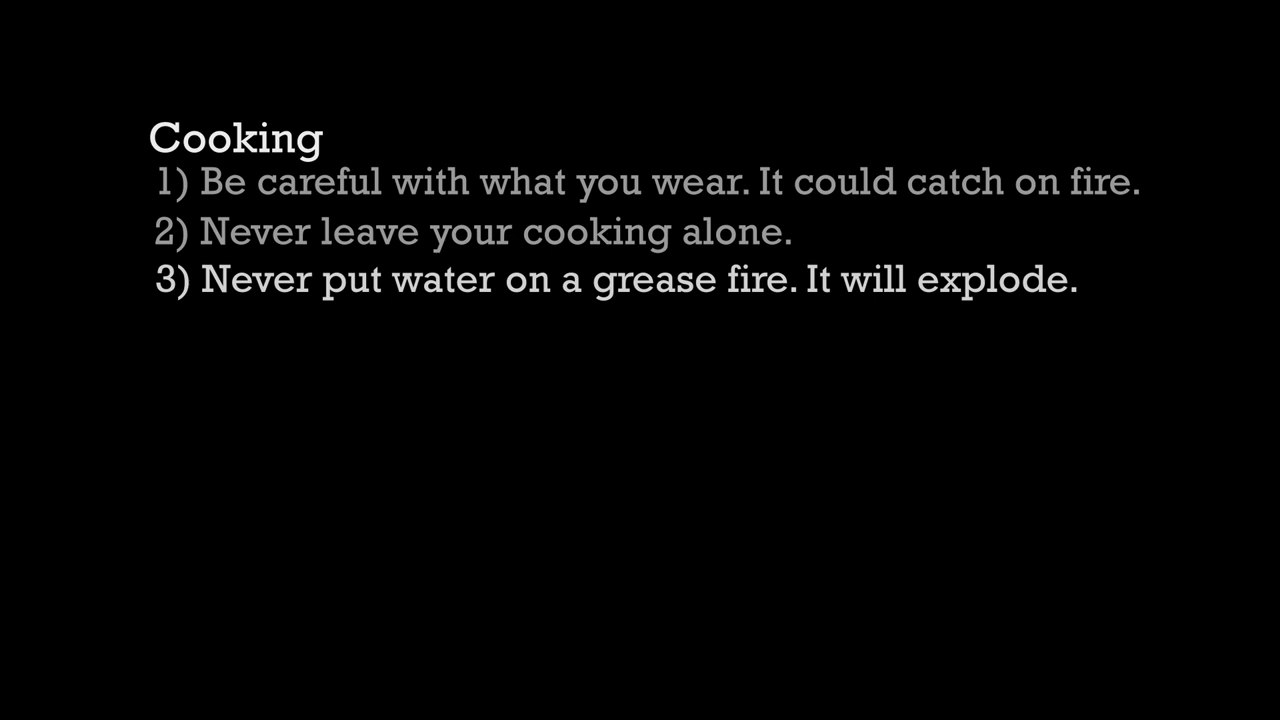 Cooking
1) Be careful with what you wear. It could catch on fire.
2) Never leave your cooking alone.
3) Never put water on a grease fire. It will explode.